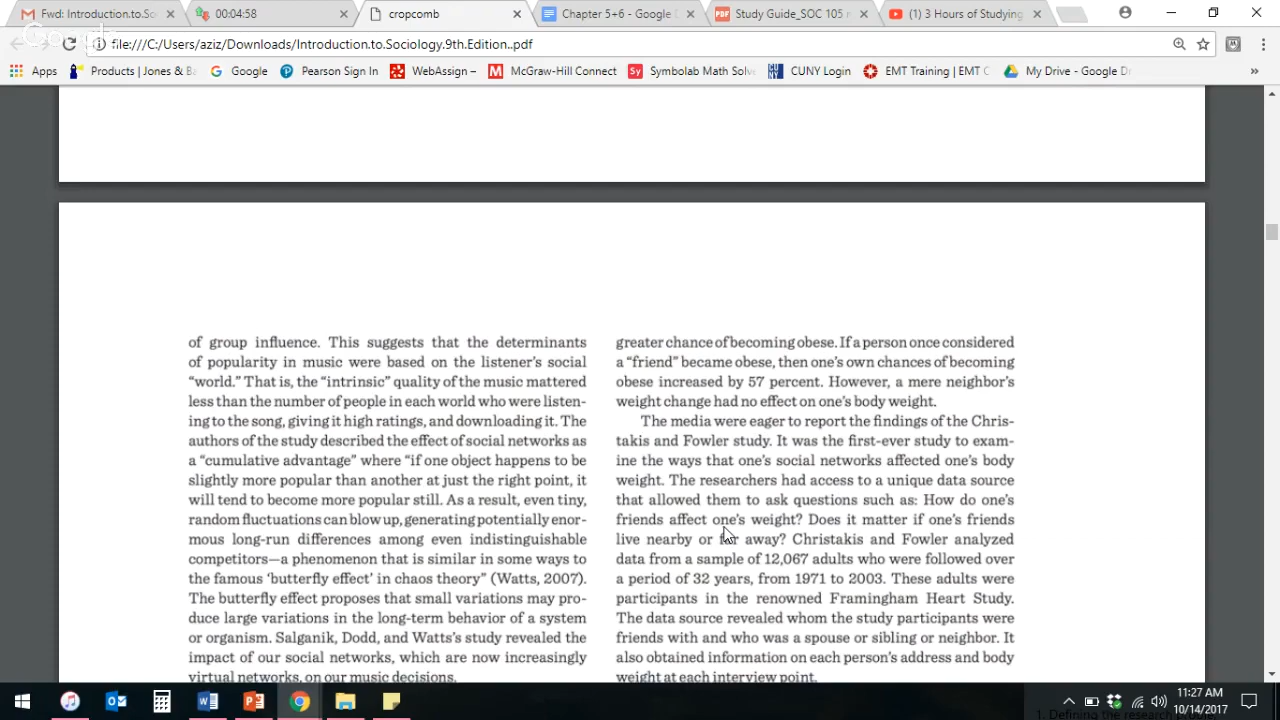 Fwd: Introduction.to.So
00:04:58
cropcomb
Chapter 5+6 - Google D
Study Guide_SOC 105
(1) 3 Hours of Studying
file:///C:/Users/aziz/Downloads/Introduction.to.Sociology.9th.Edition..pdf
Apps
Products | Jones & Ba
Google
Person Sign In
WebAssign –
McGraw-Hill Connect
Symbolab Math Solve
CUNY Login
EMT Training | EMT C
My Drive - Google Dr
of group influence. This suggests that the determinants
of popularity in music were based on the listener's social
“world.” That is, the “intrinsic” quality of the music mattered
less than the number of people in each world who were listen-
ing to the song, giving it high ratings, and downloading it. The
authors of the study described the effect of social networks as
a “cumulative advantage” where “if one object happens to be
slightly more popular than another at just the right point, it
will tend to become more popular still. As a result, even tiny,
random fluctuations can blow up, generating potentially enor-
mous long-run differences among even indistinguishable
competitors—a phenomenon that is similar in some ways to
the famous ‘butterfly effect’ in chaos theory” (Watts, 2007).
The butterfly effect proposes that small variations may pro-
duce large variations in the long-term behavior of a system
or organism. Salganik, Dodd, and Watts's study revealed the
impact of our social networks, which are now increasingly
virtual networks, on our music decisions.
greater chance of becoming obese. If a person once considered
a “friend” became obese, then one's own chances of becoming
obese increased by 57 percent. However, a mere neighbor's
weight change had no effect on one's body weight.
The media were eager to report the findings of the Chris-
takis and Fowler study. It was the first-ever study to exam-
ine the ways that one's social networks affected one's body
weight. The researchers had access to a unique data source
that allowed them to ask questions such as: How do one's
friends affect one's weight? Does it matter if one's friends
live nearby or far away? Christakis and Fowler analyzed
data from a sample of 12,067 adults who were followed over
a period of 32 years, from 1971 to 2003. These adults were
participants in the renowned Framingham Heart Study.
The data source revealed whom the study participants were
friends with and who was a spouse or sibling or neighbor. It
also obtained information on each person's address and body
weight at each interview point.
11:27 AM
10/14/2017
1. Defining the research